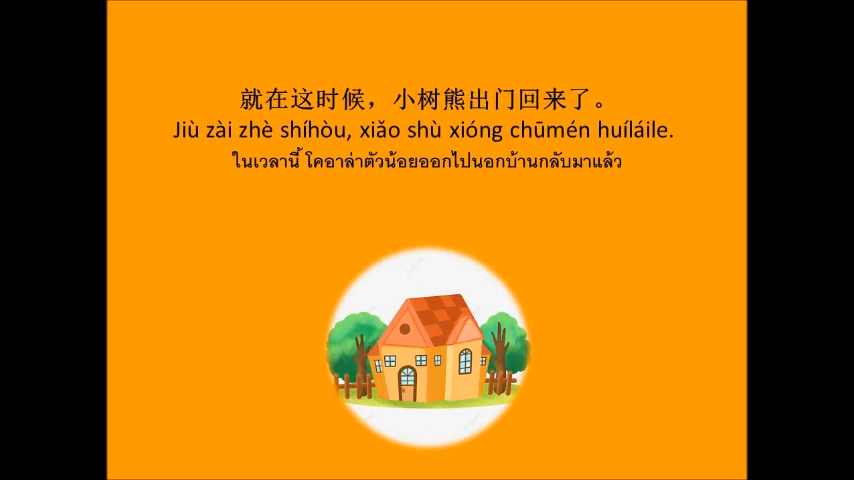 就在这时候，小树熊出门回来了。
Jiù zài zhè shíhòu, xiǎo shù xióng chūmén huíláile.
ในเวลานี้ โคอาล่าตัวน้อยออกไปนอกบ้านกลับมาแล้ว